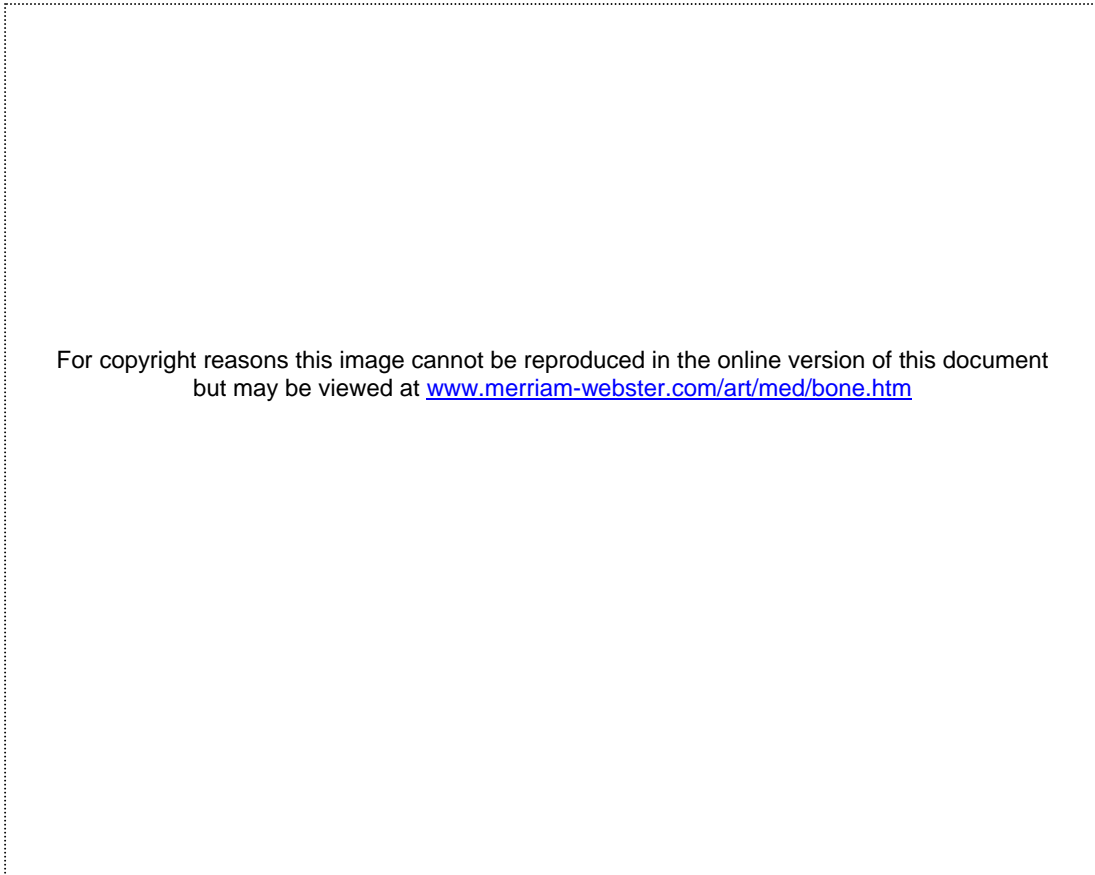 For copyright reasons this image cannot be reproduced in the online version of this document
but may be viewed at www.merriam-webster.com/art/med/bone.htm